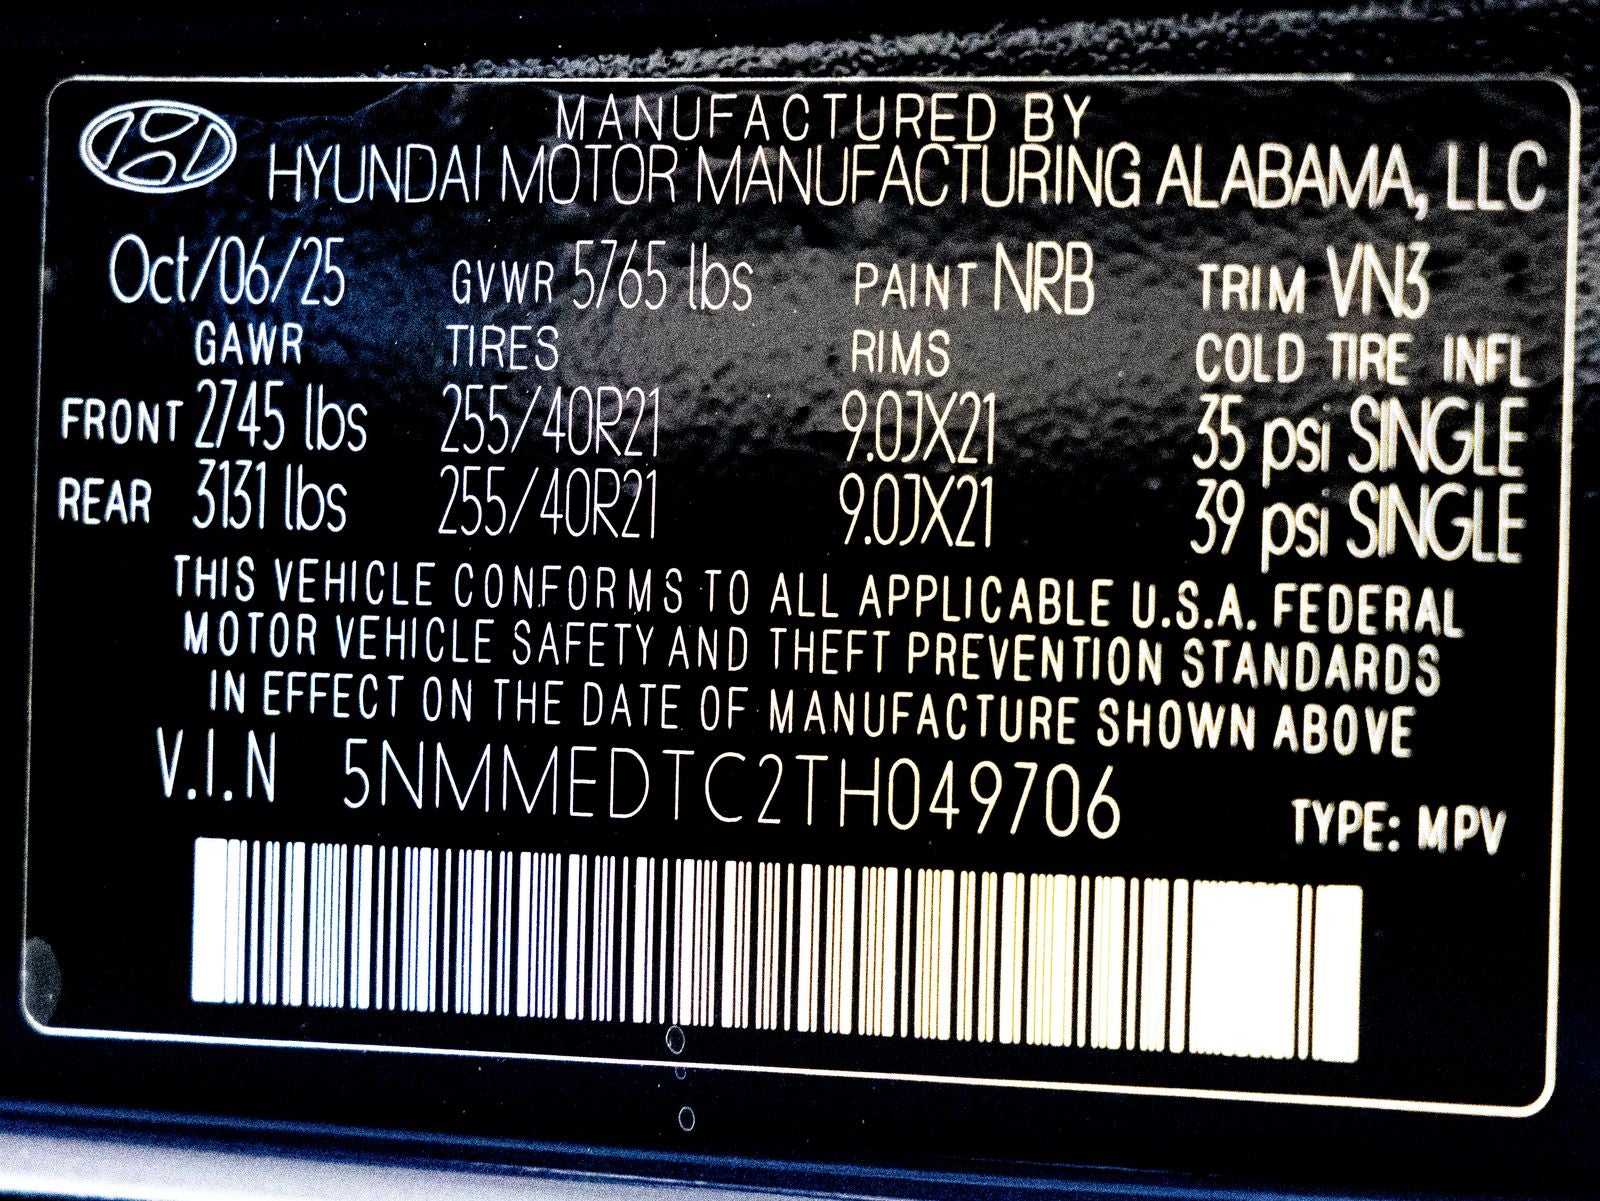 MANUFACTURED BY
HYUNDAI MOTOR MANUFACTURING ALABAMA, LLC
Oct/06/25 GVWR 5765 lbs PAINT NRB TRIM VN3
GAWR TIRES RIMS COLD TIRE INFL
FRONT 2745 lbs 255/40R21 9.0JX21 35 psi SINGLE
REAR 3131 lbs 255/40R21 9.0JX21 39 psi SINGLE
THIS VEHICLE CONFORMS TO ALL APPLICABLE U.S.A. FEDERAL
MOTOR VEHICLE SAFETY AND THEFT PREVENTION STANDARDS
IN EFFECT ON THE DATE OF MANUFACTURE SHOWN ABOVE
V.I.N 5NMMEDTC2TH049706 TYPE: MPV